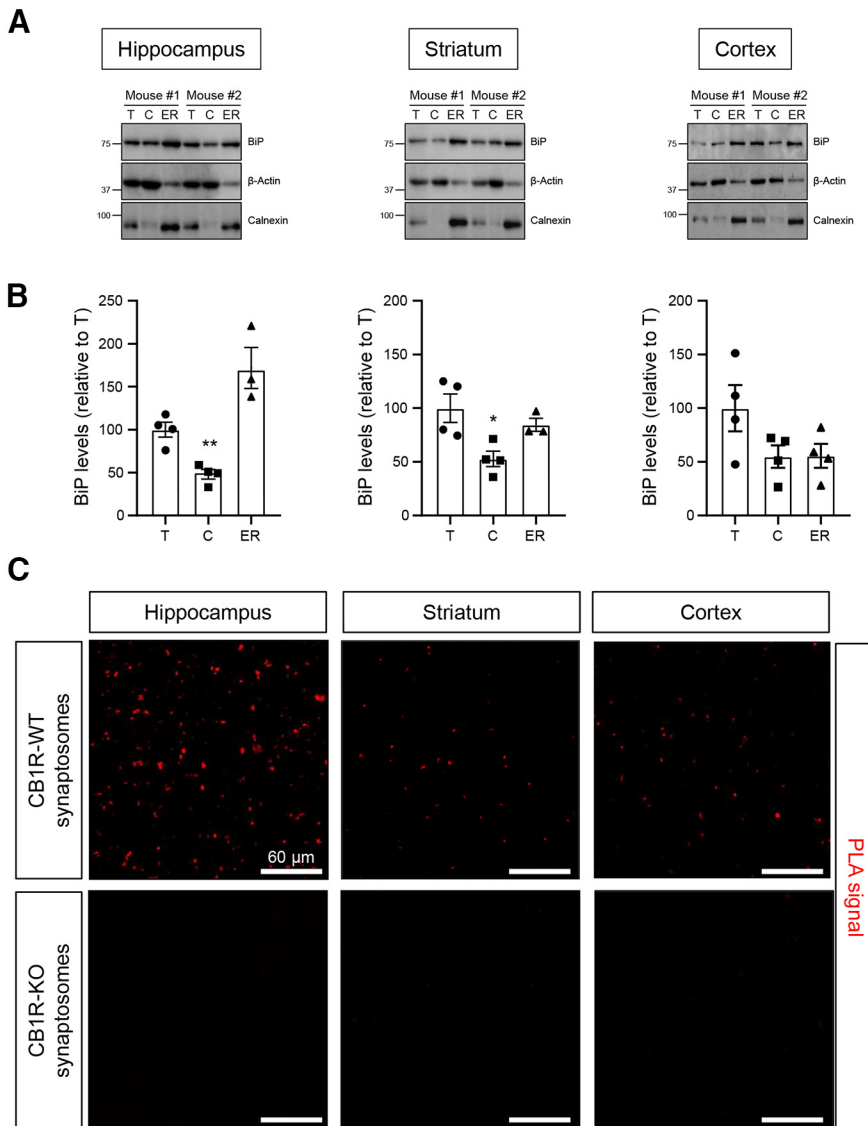 A
Hippocampus
Striatum
Cortex
Mouse #1 Mouse #2
T C ER T C ER
75
BiP
37
β-Actin
100
Calnexin
Mouse #1 Mouse #2
T C ER T C ER
75
BiP
37
β-Actin
100
Calnexin
Mouse #1 Mouse #2
T C ER T C ER
75
BiP
37
β-Actin
100
Calnexin
B
BiP levels (relative to T)
250
200
150
100
50
0
**
T C ER
BiP levels (relative to T)
200
150
100
50
0
*
T C ER
BiP levels (relative to T)
200
150
100
50
0
T C ER
C
Hippocampus
Striatum
Cortex
CB1R-WT
synaptosomes
60 μm
CB1R-KO
synaptosomes
PLA signal